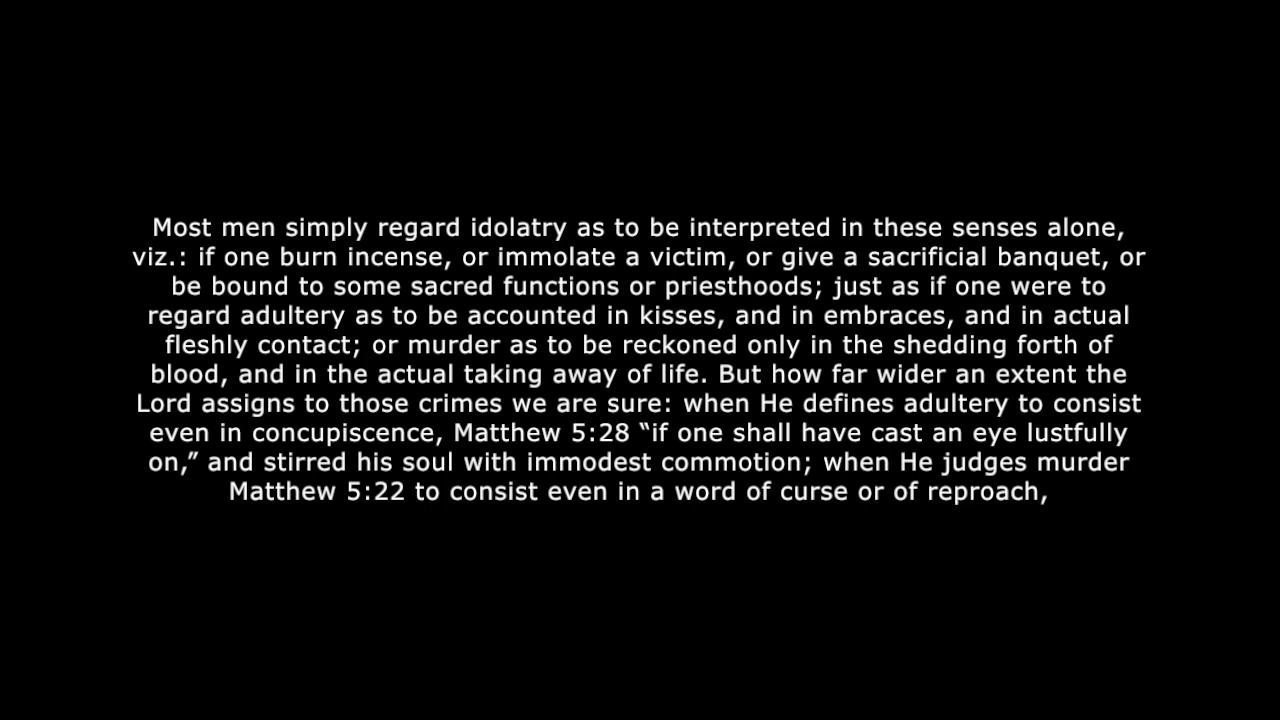 Most men simply regard idolatry as to be interpreted in these senses alone,
viz.: if one burn incense, or immolate a victim, or give a sacrificial banquet, or
be bound to some sacred functions or priesthoods; just as if one were to
regard adultery as to be accounted in kisses, and in embraces, and in actual
fleshly contact; or murder as to be reckoned only in the shedding forth of
blood, and in the actual taking away of life. But how far wider an extent the
Lord assigns to those crimes we are sure: when He defines adultery to consist
even in concupiscence, Matthew 5:28 “if one shall have cast an eye lustfully
on,” and stirred his soul with immodest commotion; when He judges murder
Matthew 5:22 to consist even in a word of curse or of reproach,